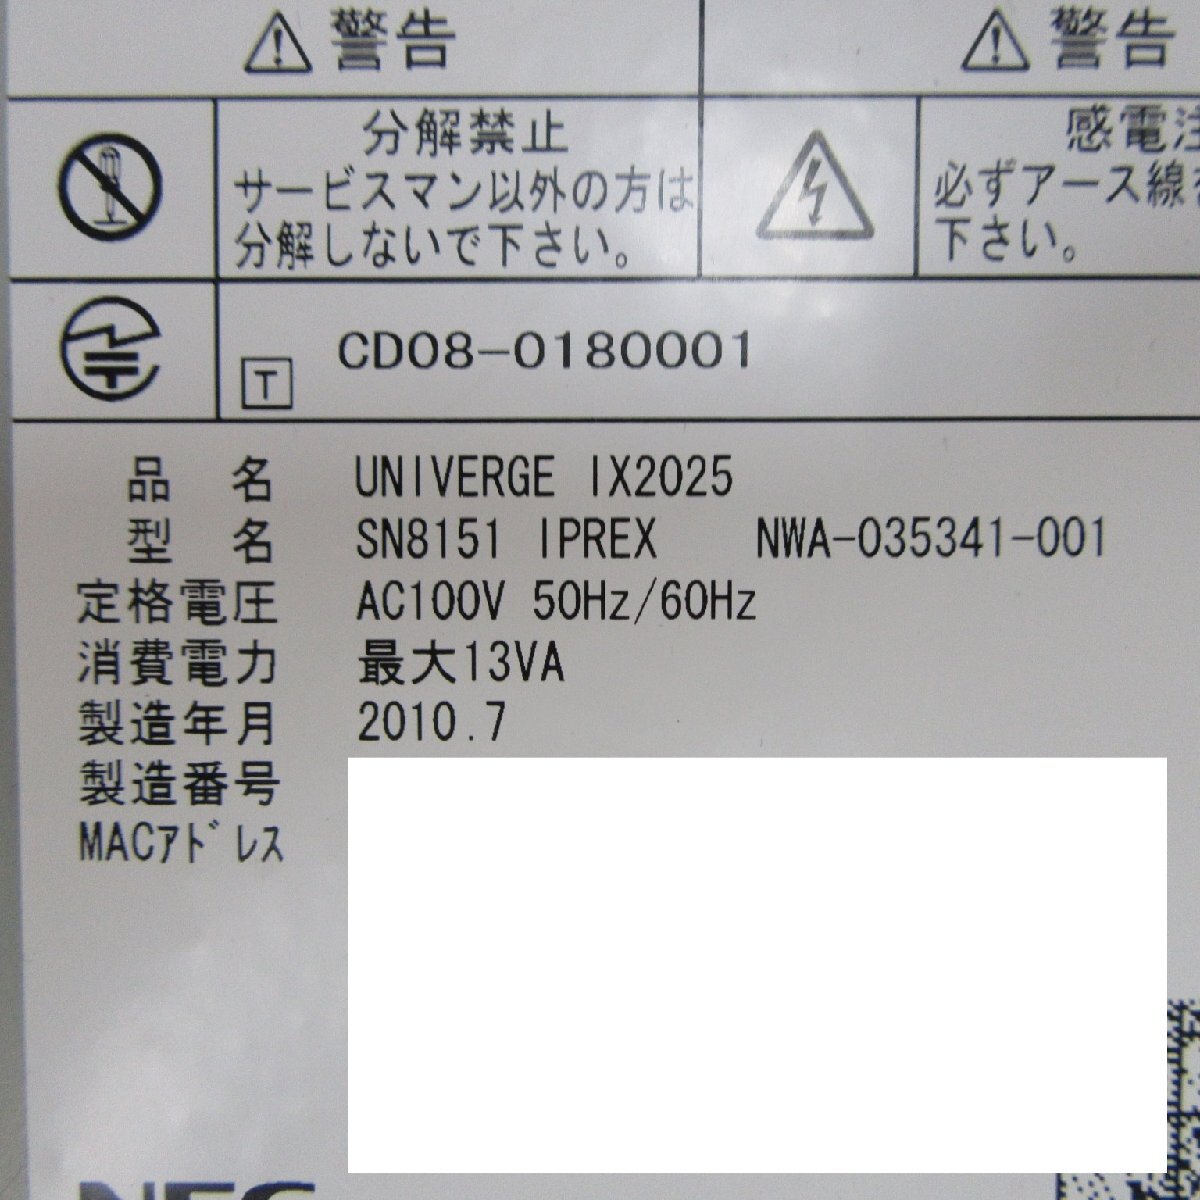 警告
警告
分解禁止
サービスマン以外の方は
分解しないで下さい。
感電注
必ずアース線
下さい。
T CD08-0180001
品名 UNIVERGE IX2025
型名 SN8151 IPREX NWA-035341-001
定格電圧 AC100V 50Hz/60Hz
消費電力 最大13VA
製造年月 2010.7
製造番号
MACアドレス
NEC